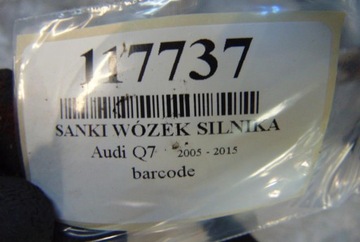 117737
SANKI WÓZEK SILNIKA
Audi Q7 2005 - 2015
barcode